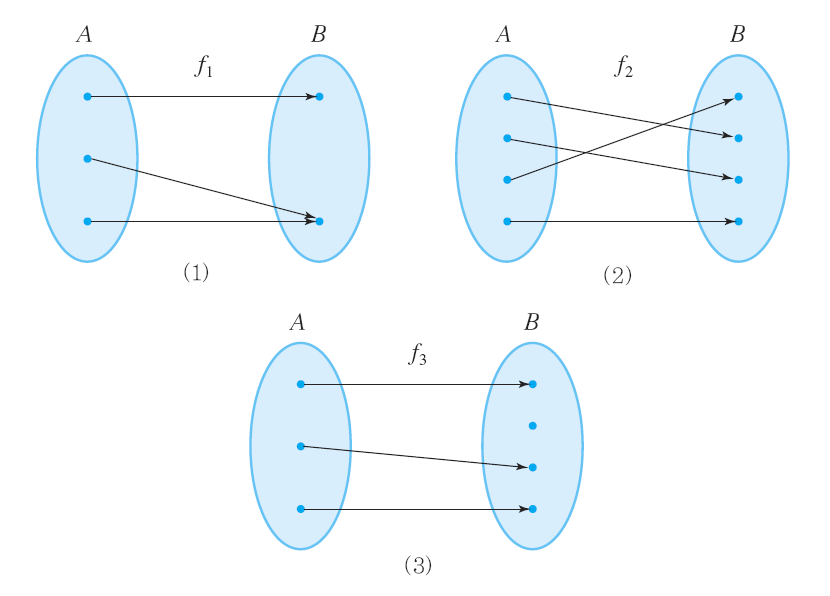 A B A B
f₁ f₂
(1) (2)
A B
f₃
(3)